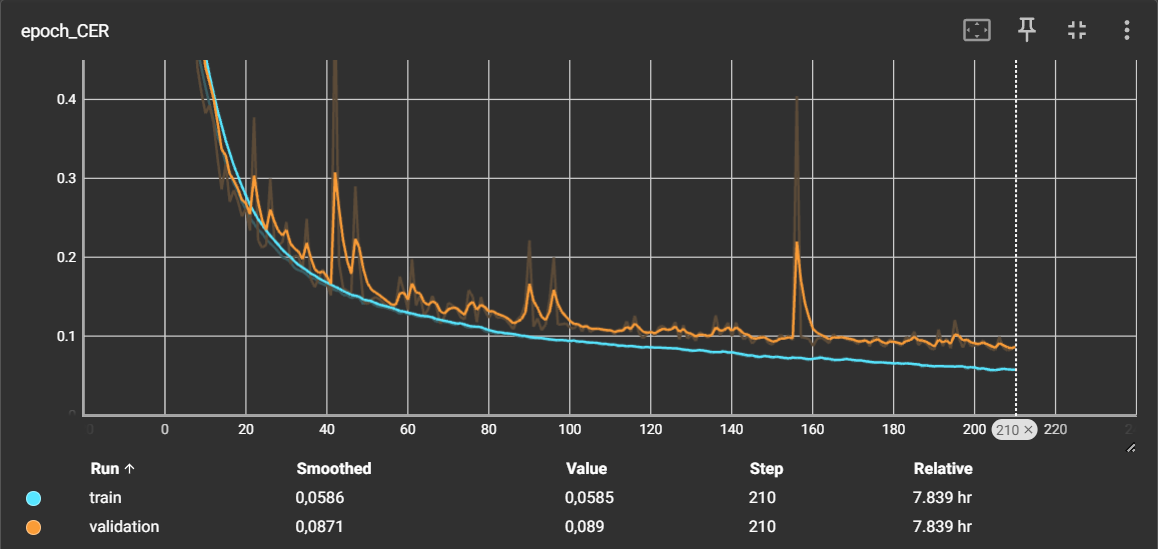 epoch_CER
0.4
0.3
0.2
0.1
0
0 20 40 60 80 100 120 140 160 180 200 210 × 220
Run ↑ Smoothed Value Step Relative
train 0,0586 0,0585 210 7.839 hr
validation 0,0871 0,089 210 7.839 hr